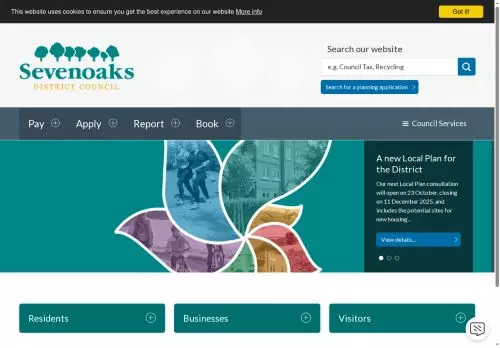 This website uses cookies to ensure you get the best experience on our website More info
Got it!
Sevenoaks
DISTRICT COUNCIL
Search our website
e.g. Council Tax, Recycling
Search for a planning application
Pay
Apply
Report
Book
Council Services
A new Local Plan for
the District
Our next Local Plan consultation
will open on 23 October, closing
on 11 December 2025, and
includes the potential sites for
new housing...
View details...
Residents
Businesses
Visitors